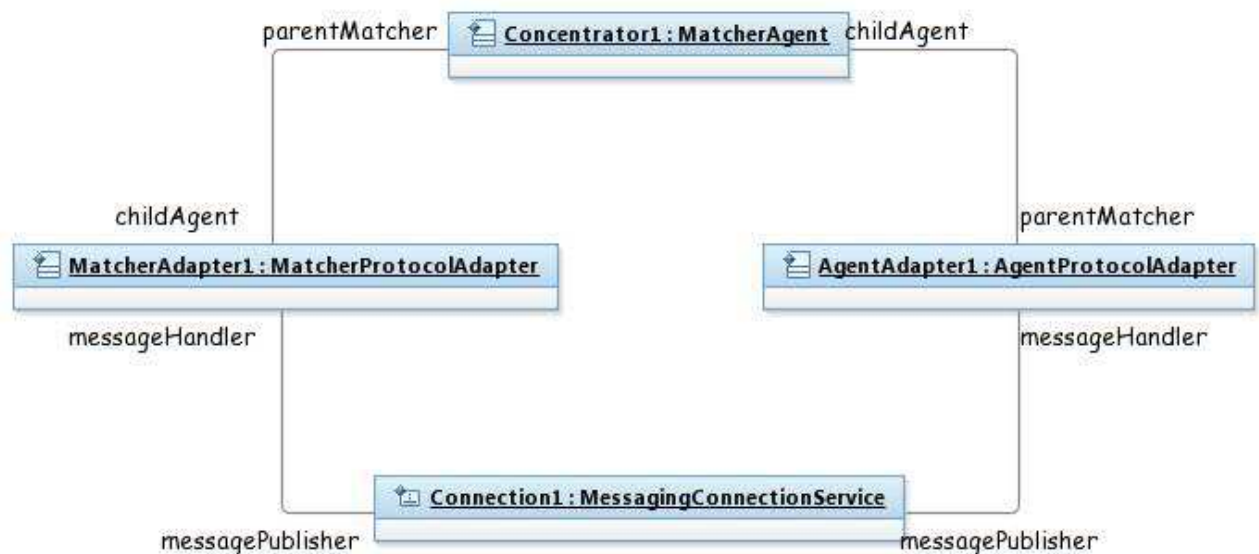 parentMatcher
Concentrator1 : MatcherAgent
childAgent
childAgent
parentMatcher
MatcherAdapter1 : MatcherProtocolAdapter
AgentAdapter1 : AgentProtocolAdapter
messageHandler
messageHandler
Connection1 : MessagingConnectionService
messagePublisher
messagePublisher